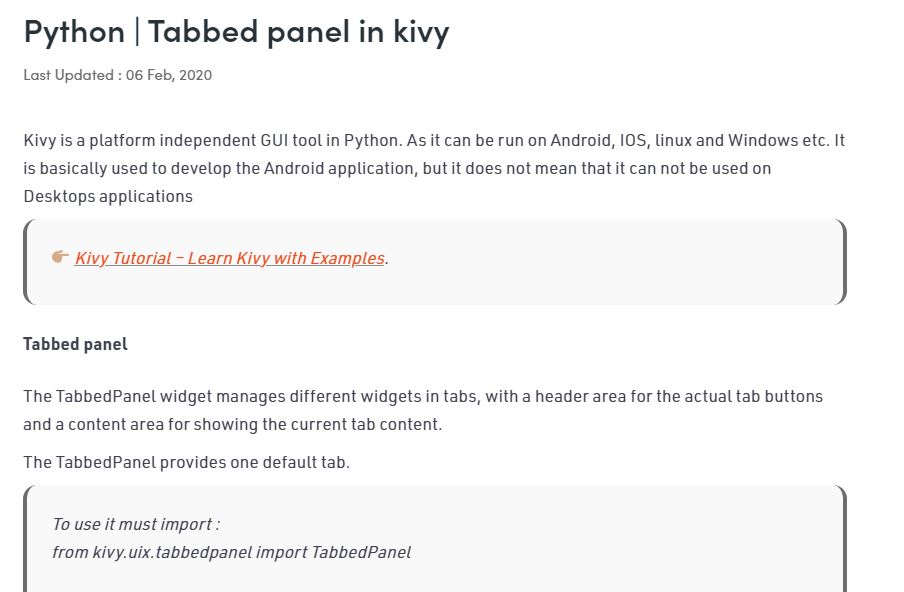 Python | Tabbed panel in kivy
Last Updated : 06 Feb, 2020
Kivy is a platform independent GUI tool in Python. As it can be run on Android, IOS, linux and Windows etc. It
is basically used to develop the Android application, but it does not mean that it can not be used on
Desktops applications
👉🏽 Kivy Tutorial – Learn Kivy with Examples.
Tabbed panel
The TabbedPanel widget manages different widgets in tabs, with a header area for the actual tab buttons
and a content area for showing the current tab content.
The TabbedPanel provides one default tab.
To use it must import :
from kivy.uix.tabbedpanel import TabbedPanel